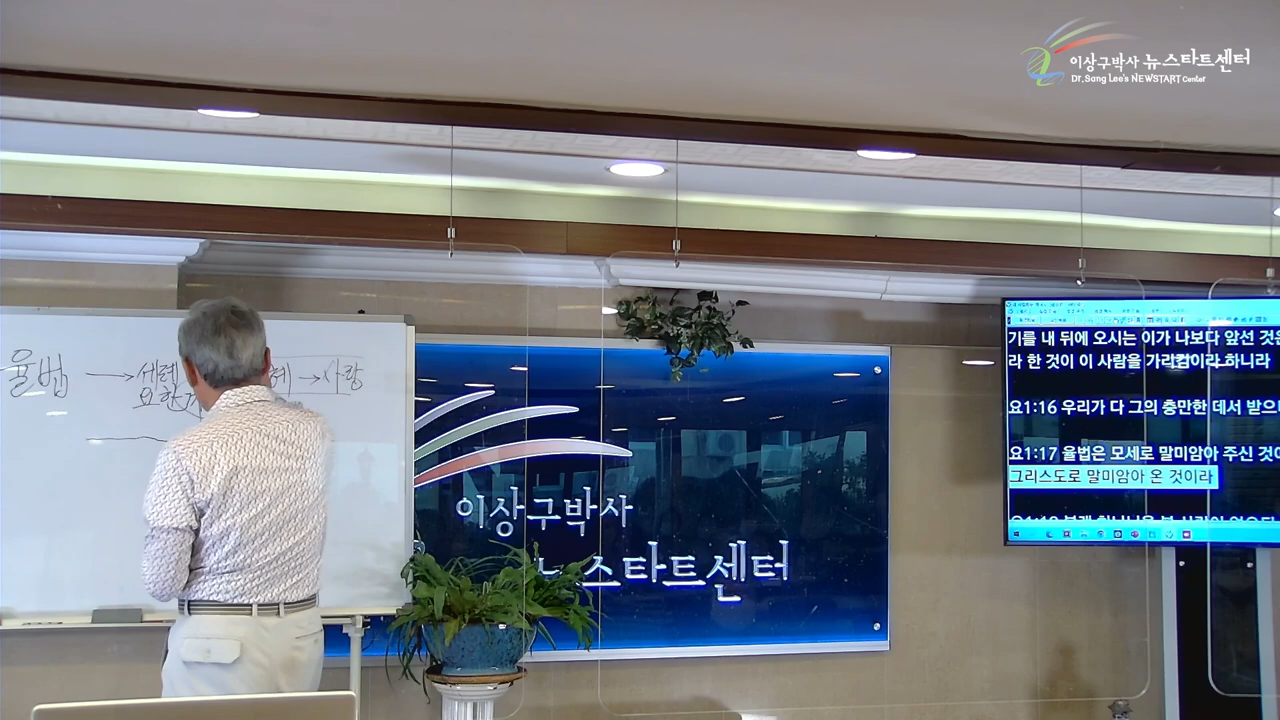 이상구박사 뉴스타트센터
Dr. Sang Lee's NEWSTART Center
율법 → 세례 례 → 사랑
요한
기를 내 뒤에 오시는 이가 나보다 앞선 것은
라 한 것이 이 사람을 가리킴이라 하니라
요1:16 우리가 다 그의 충만한 데서 받으
요1:17 율법은 모세로 말미암아 주신 것
그리스도로 말미암아 온 것이라
이상구박사
뉴스타트센터